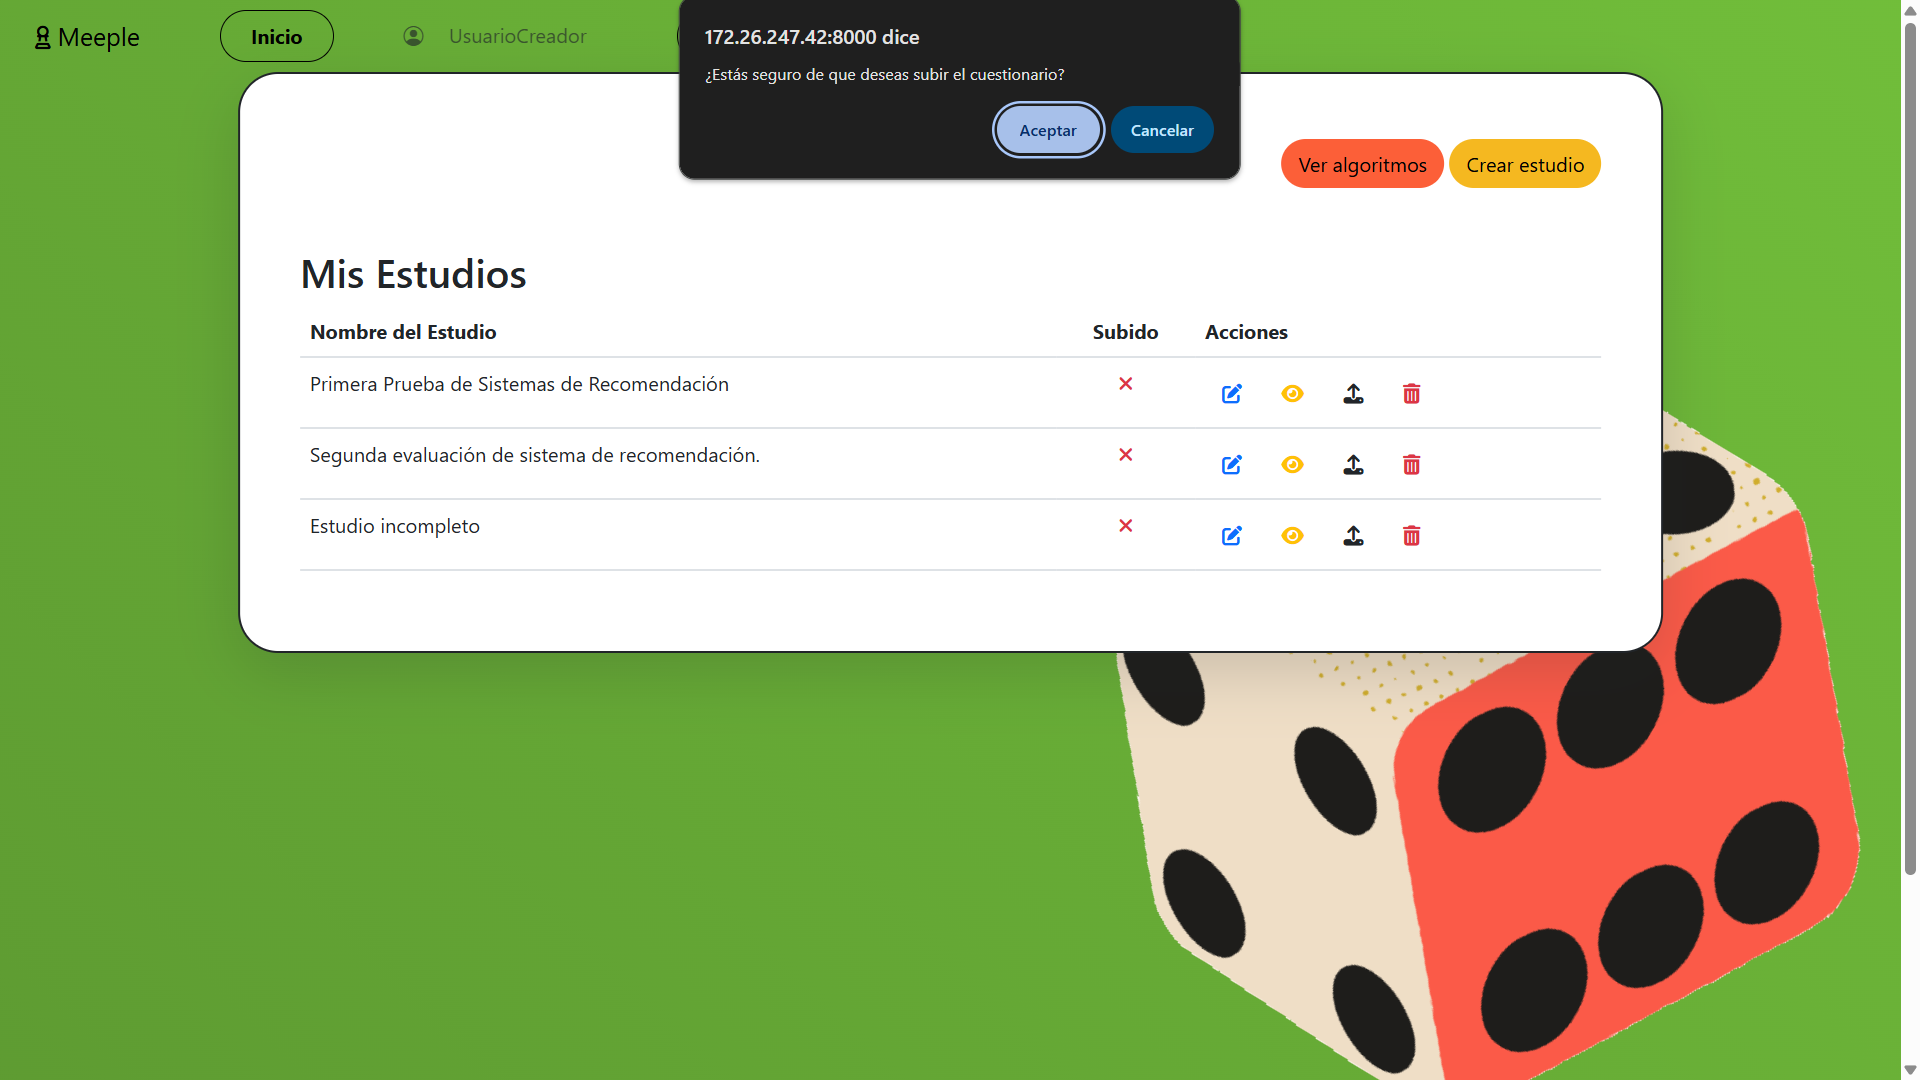 Meeple
Inicio
UsuarioCreador
172.26.247.42:8000 dice
¿Estás seguro de que deseas subir el cuestionario?
Aceptar
Cancelar
Ver algoritmos
Crear estudio
Mis Estudios
Nombre del Estudio Subido Acciones
Primera Prueba de Sistemas de Recomendación
Segunda evaluación de sistema de recomendación.
Estudio incompleto